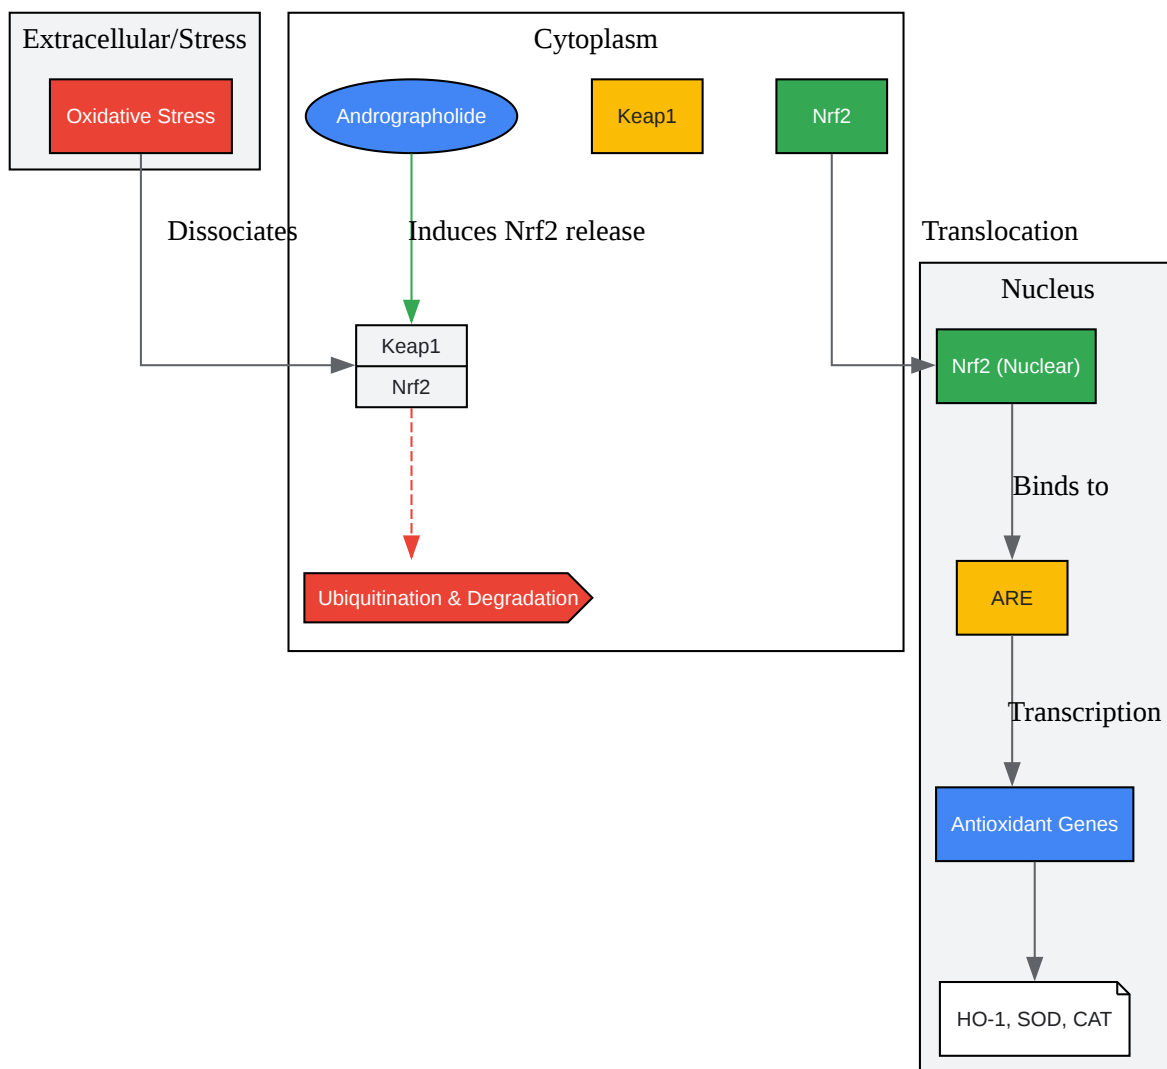 Extracellular/Stress
Oxidative Stress
Cytoplasm
Andrographolide
Keap1
Nrf2
Dissociates
Induces Nrf2 release
Translocation
Keap1
Nrf2
Ubiquitination & Degradation
Nucleus
Nrf2 (Nuclear)
Binds to
ARE
Transcription
Antioxidant Genes
HO-1, SOD, CAT